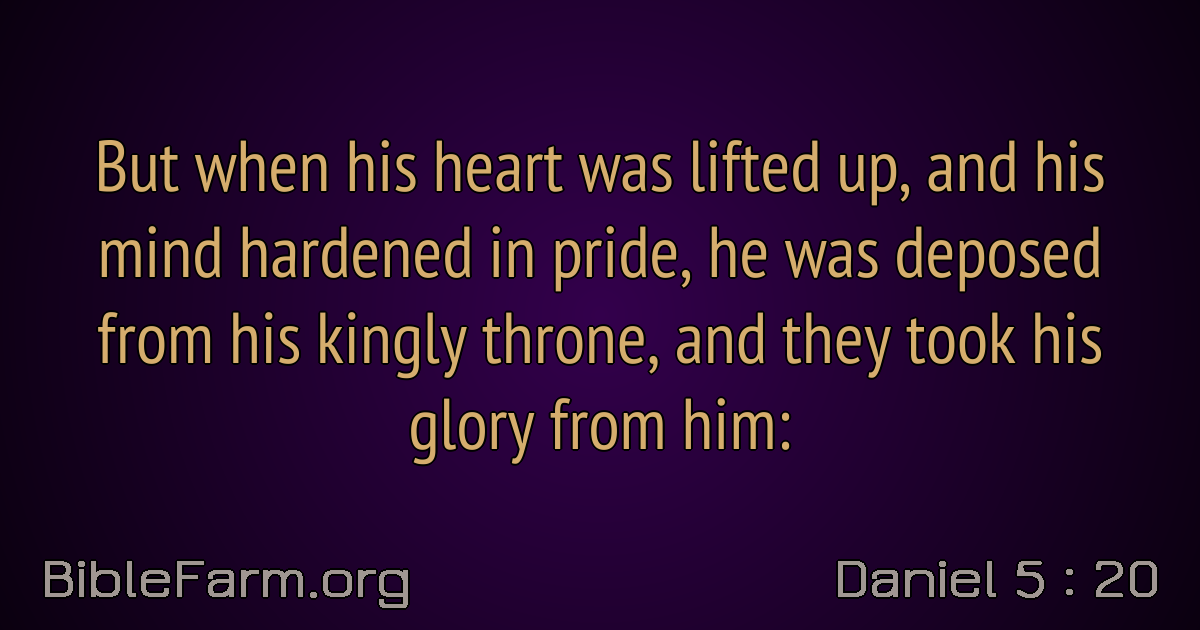 But when his heart was lifted up, and his
mind hardened in pride, he was deposed
from his kingly throne, and they took his
glory from him:
BibleFarm.org
Daniel 5 : 20